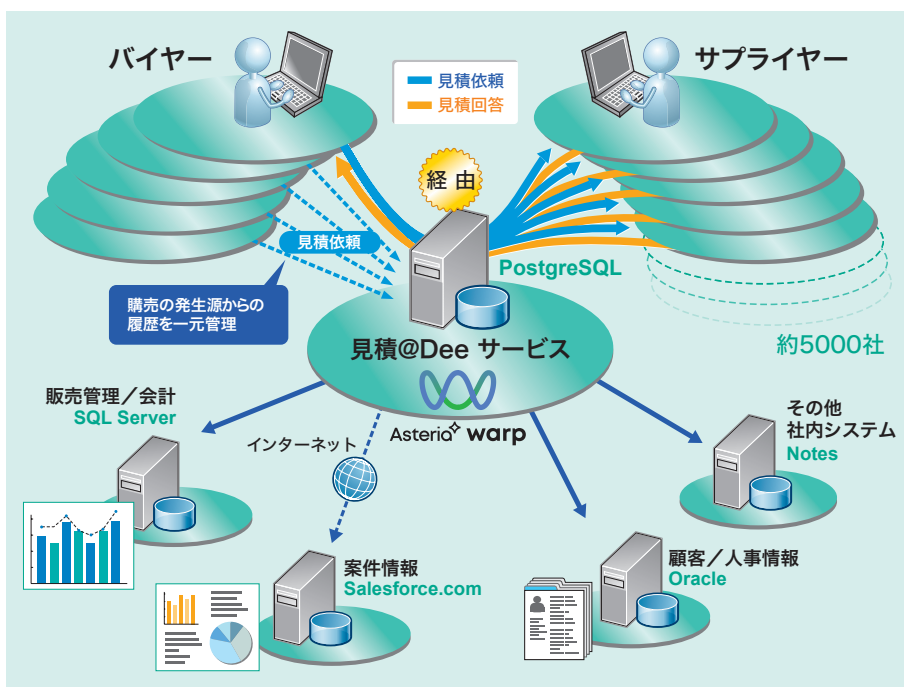 バイヤー
サプライヤー
見積依頼
見積回答
経由
見積依頼
PostgreSQL
購売の発生源からの
履歴を一元管理
見積@Dee サービス
約5000社
Asteria warp
販売管理／会計
SQL Server
インターネット
その他
社内システム
Notes
案件情報
Salesforce.com
顧客／人事情報
Oracle